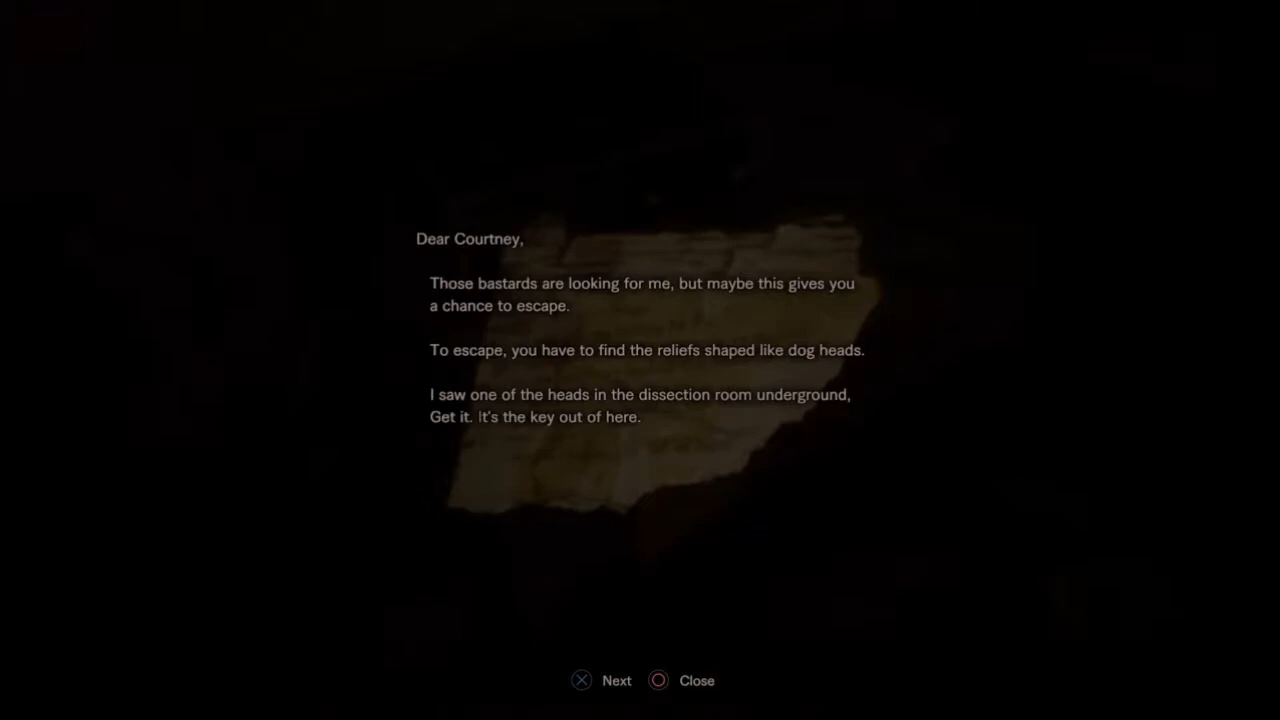 Dear Courtney,
Those bastards are looking for me, but maybe this gives you
a chance to escape.
To escape, you have to find the reliefs shaped like dog heads.
I saw one of the heads in the dissection room underground,
Get it. It's the key out of here.
Next Close